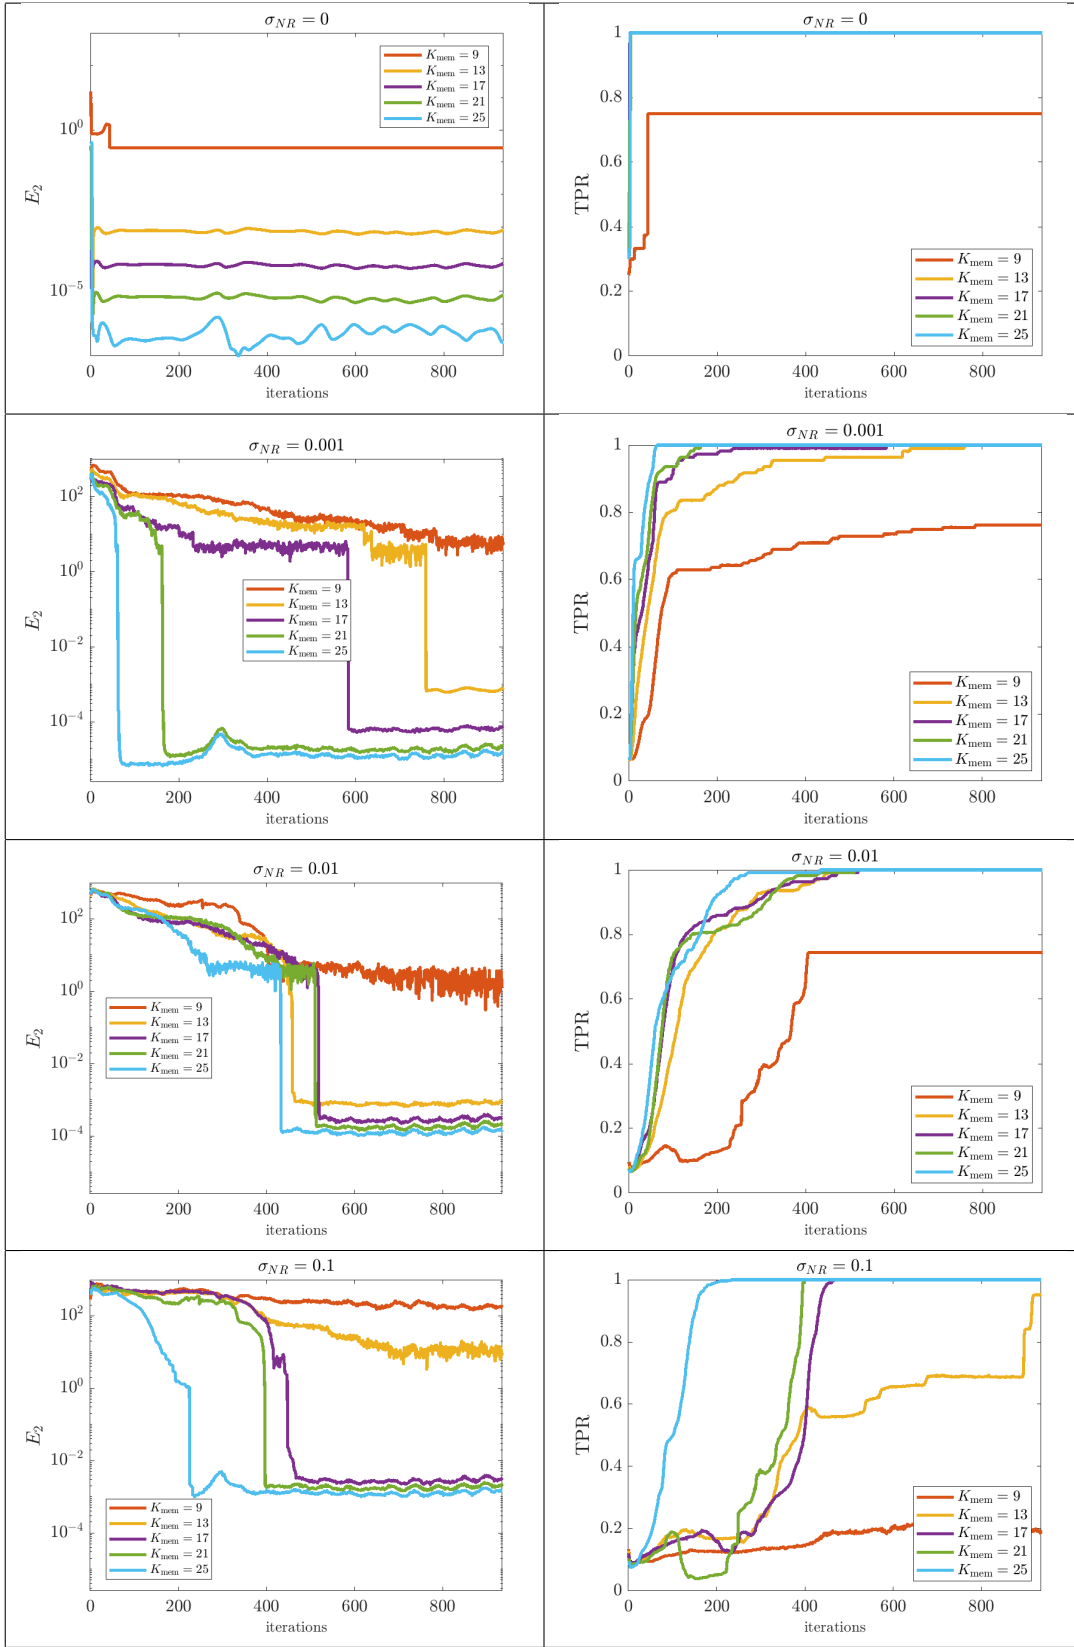 σ_NR = 0
10^0
10^-5
E_2
0 200 400 600 800
iterations
K_mem = 9
K_mem = 13
K_mem = 17
K_mem = 21
K_mem = 25
σ_NR = 0
1
0.8
0.6
0.4
0.2
0
TPR
0 200 400 600 800
iterations
K_mem = 9
K_mem = 13
K_mem = 17
K_mem = 21
K_mem = 25
σ_NR = 0.001
10^2
10^0
10^-2
10^-4
E_2
0 200 400 600 800
iterations
K_mem = 9
K_mem = 13
K_mem = 17
K_mem = 21
K_mem = 25
σ_NR = 0.001
1
0.8
0.6
0.4
0.2
0
TPR
0 200 400 600 800
iterations
K_mem = 9
K_mem = 13
K_mem = 17
K_mem = 21
K_mem = 25
σ_NR = 0.01
10^2
10^0
10^-2
10^-4
E_2
0 200 400 600 800
iterations
K_mem = 9
K_mem = 13
K_mem = 17
K_mem = 21
K_mem = 25
σ_NR = 0.01
1
0.8
0.6
0.4
0.2
0
TPR
0 200 400 600 800
iterations
K_mem = 9
K_mem = 13
K_mem = 17
K_mem = 21
K_mem = 25
σ_NR = 0.1
10^2
10^0
10^-2
10^-4
E_2
0 200 400 600 800
iterations
K_mem = 9
K_mem = 13
K_mem = 17
K_mem = 21
K_mem = 25
σ_NR = 0.1
1
0.8
0.6
0.4
0.2
0
TPR
0 200 400 600 800
iterations
K_mem = 9
K_mem = 13
K_mem = 17
K_mem = 21
K_mem = 25